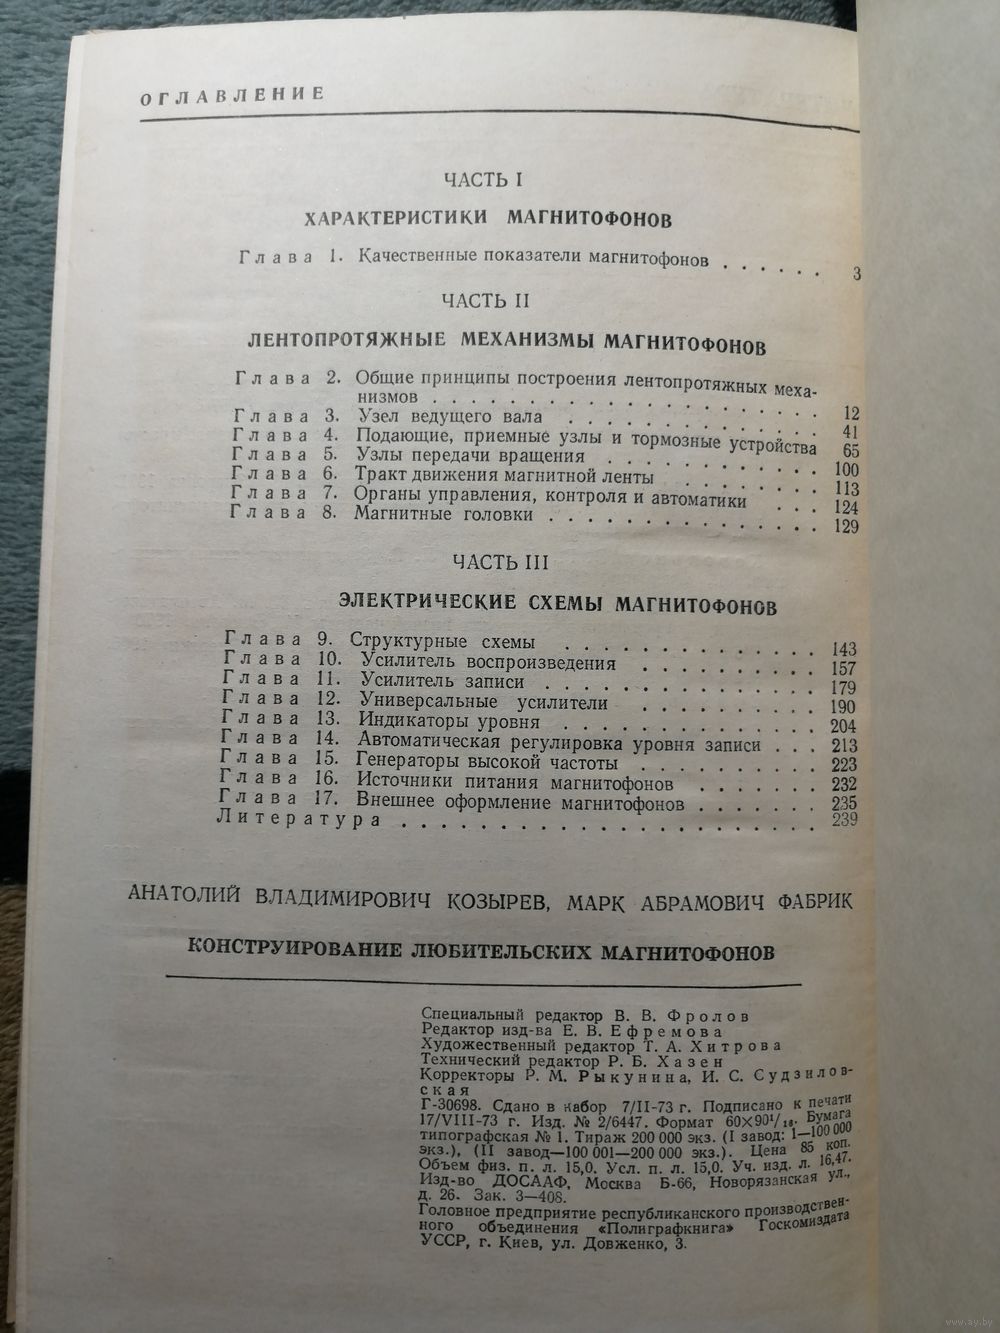 ОГЛАВЛЕНИЕ
ЧАСТЬ I
ХАРАКТЕРИСТИКИ МАГНИТОФОНОВ
Глава 1. Качественные показатели магнитофонов . . . . . . 3
ЧАСТЬ II
ЛЕНТОПРОТЯЖНЫЕ МЕХАНИЗМЫ МАГНИТОФОНОВ
Глава 2. Общие принципы построения лентопротяжных меха-
низмов . . . . . . . . . . . . . . . . . . . . 12
Глава 3. Узел ведущего вала . . . . . . . . . . . . . 41
Глава 4. Подающие, приемные узлы и тормозные устройства 65
Глава 5. Узлы передачи вращения . . . . . . . . . . . 100
Глава 6. Тракт движения магнитной ленты . . . . . . . 113
Глава 7. Органы управления, контроля и автоматики . . . 124
Глава 8. Магнитные головки . . . . . . . . . . . . . . 129
ЧАСТЬ III
ЭЛЕКТРИЧЕСКИЕ СХЕМЫ МАГНИТОФОНОВ
Глава 9. Структурные схемы . . . . . . . . . . . . . 143
Глава 10. Усилитель воспроизведения . . . . . . . . . 157
Глава 11. Усилитель записи . . . . . . . . . . . . . . 179
Глава 12. Универсальные усилители . . . . . . . . . 190
Глава 13. Индикаторы уровня . . . . . . . . . . . . . 204
Глава 14. Автоматическая регулировка уровня записи . . . 213
Глава 15. Генераторы высокой частоты . . . . . . . . . 223
Глава 16. Источники питания магнитофонов . . . . . . . 232
Глава 17. Внешнее оформление магнитофонов . . . . . . . 235
Литература . . . . . . . . . . . . . . . . . . . . . . 239
АНАТОЛИЙ ВЛАДИМИРОВИЧ КОЗЫРЕВ, МАРК АБРАМОВИЧ ФАБРИК
КОНСТРУИРОВАНИЕ ЛЮБИТЕЛЬСКИХ МАГНИТОФОНОВ
Специальный редактор В. В. Фролов
Редактор изд-ва Е. В. Ефремова
Художественный редактор Т. А. Хитрова
Технический редактор Р. Б. Хазен
Корректоры Р. М. Рыкунина, И. С. Судзилов-
ская
Г-30698. Сдано в набор 7/II-73 г. Подписано к печати
17/VIII-73 г. Изд. № 2/6447. Формат 60X90¹/₁₆. Бумага
типографская № 1. Тираж 200 000 экз. (I завод: 1—100 000
экз.), (II завод—100 001—200 000 экз.). Цена 85 коп.
Объем физ. п. л. 15,0. Усл. п. л. 15,0. Уч. изд. л. 16,47.
Изд-во ДОСААФ, Москва Б-66, Новорязанская ул.,
д. 26. Зак. 3—408.
Головное предприятие республиканского производствен-
ного объединения «Полиграфкнига» Госкомиздата
УССР, г. Киев, ул. Довженко, 3.
www.ay.by